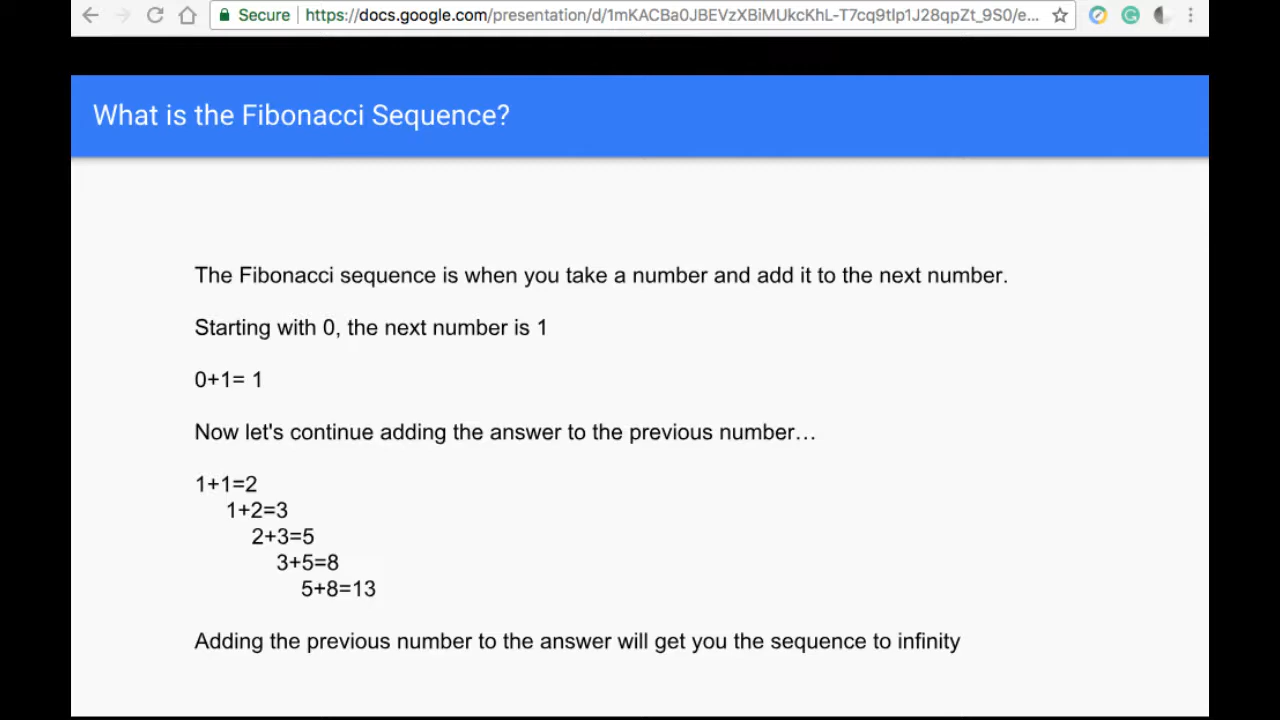 Secure https://docs.google.com/presentation/d/1mKACBa0JBEVzXBiMUkcKhL-T7cq9tlp1J28qpZt_9S0/e...
What is the Fibonacci Sequence?
The Fibonacci sequence is when you take a number and add it to the next number.
Starting with 0, the next number is 1
0+1= 1
Now let's continue adding the answer to the previous number…
1+1=2
1+2=3
2+3=5
3+5=8
5+8=13
Adding the previous number to the answer will get you the sequence to infinity